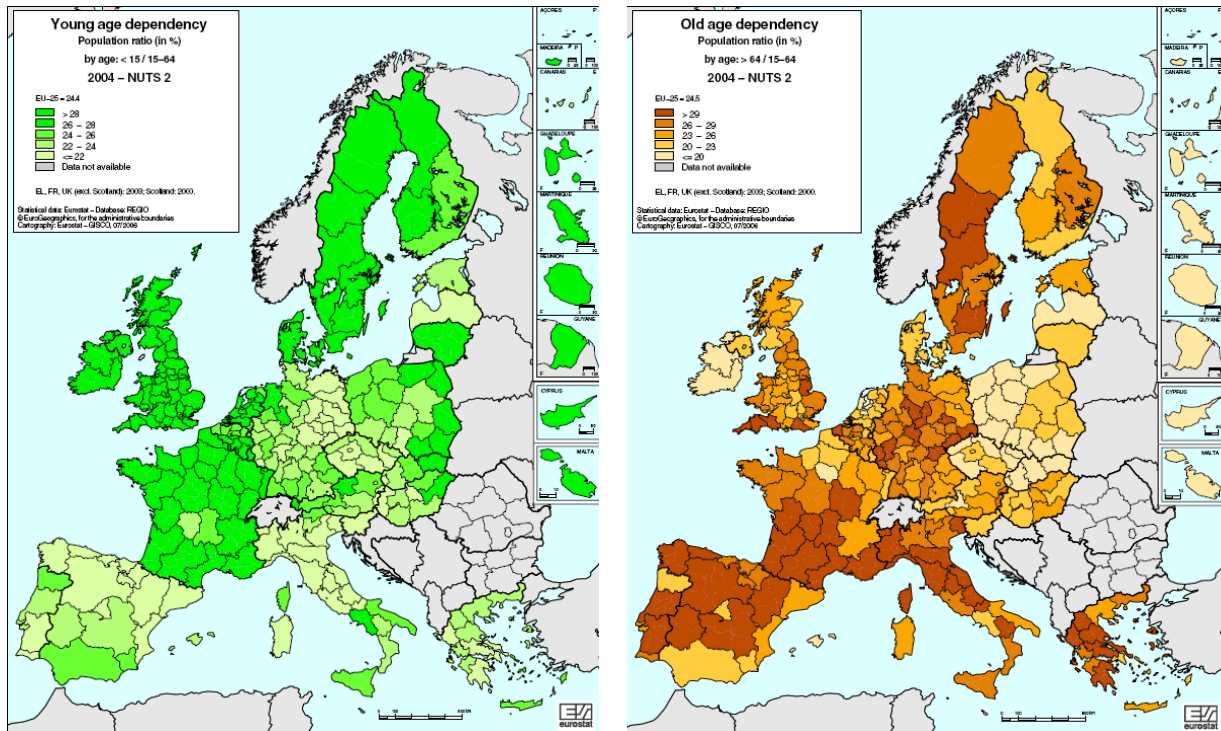 Young age dependency
Population ratio (in %)
by age: < 15 / 15–64
2004 – NUTS 2
EU–25 = 24.4
> 28
26 – 28
24 – 26
22 – 24
<= 22
Data not available
EL, FR, UK (excl. Scotland): 2003; Scotland: 2000.
Statistical data: Eurostat – Database: REGIO
© EuroGeographics, for the administrative boundaries
Cartography: Eurostat – GISCO, 07/2006
AÇORES P
MADEIRA P
CANARIAS E
GUADELOUPE
F
MARTINIQUE
F
REUNION
F
GUYANE
F
CYPRUS
MALTA
eurostat
Old age dependency
Population ratio (in %)
by age: > 64 / 15–64
2004 – NUTS 2
EU–25 = 24.5
> 29
26 – 29
23 – 26
20 – 23
<= 20
Data not available
EL, FR, UK (excl. Scotland): 2003; Scotland: 2000.
Statistical data: Eurostat – Database: REGIO
© EuroGeographics, for the administrative boundaries
Cartography: Eurostat – GISCO, 07/2006
AÇORES P
MADEIRA P
CANARIAS E
GUADELOUPE
F
MARTINIQUE
F
REUNION
F
GUYANE
F
CYPRUS
MALTA
eurostat